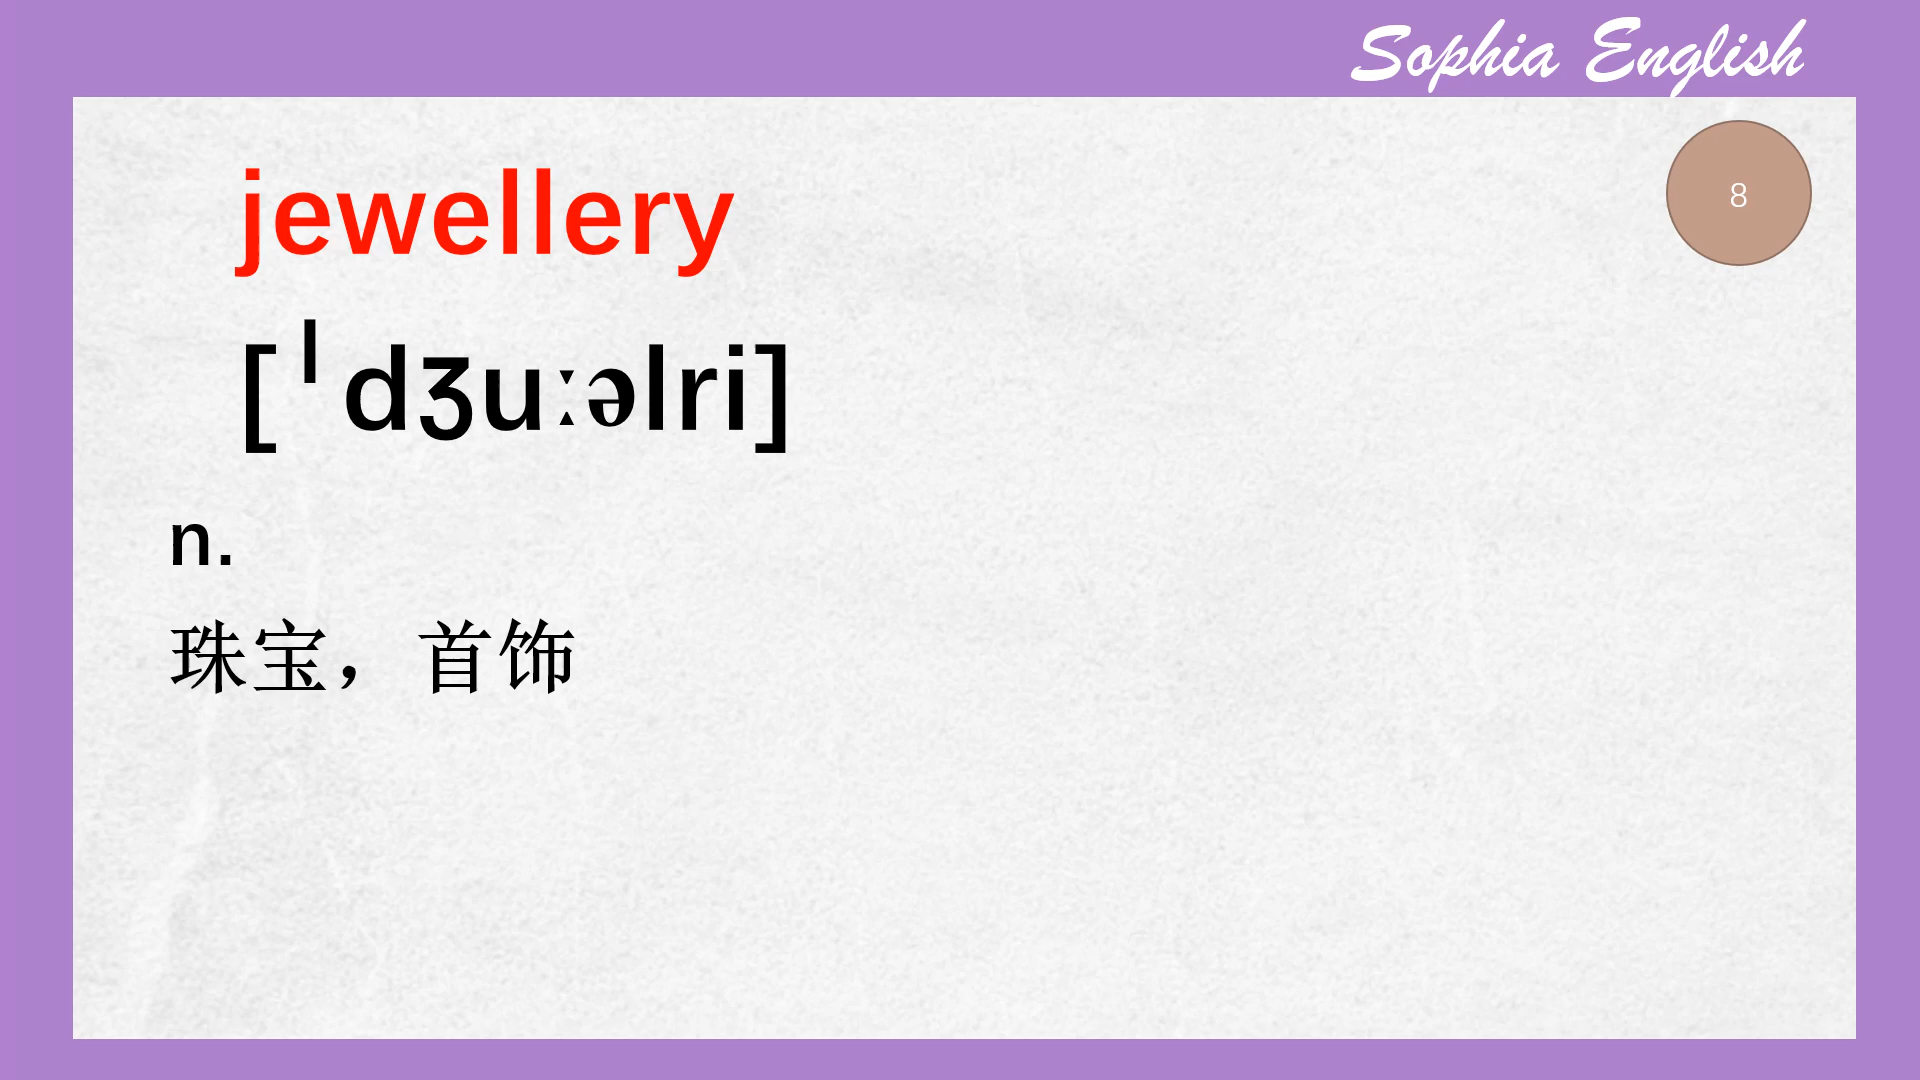 Sophia English
8
jewellery
[ˈdʒuːəlri]
n.
珠宝，首饰